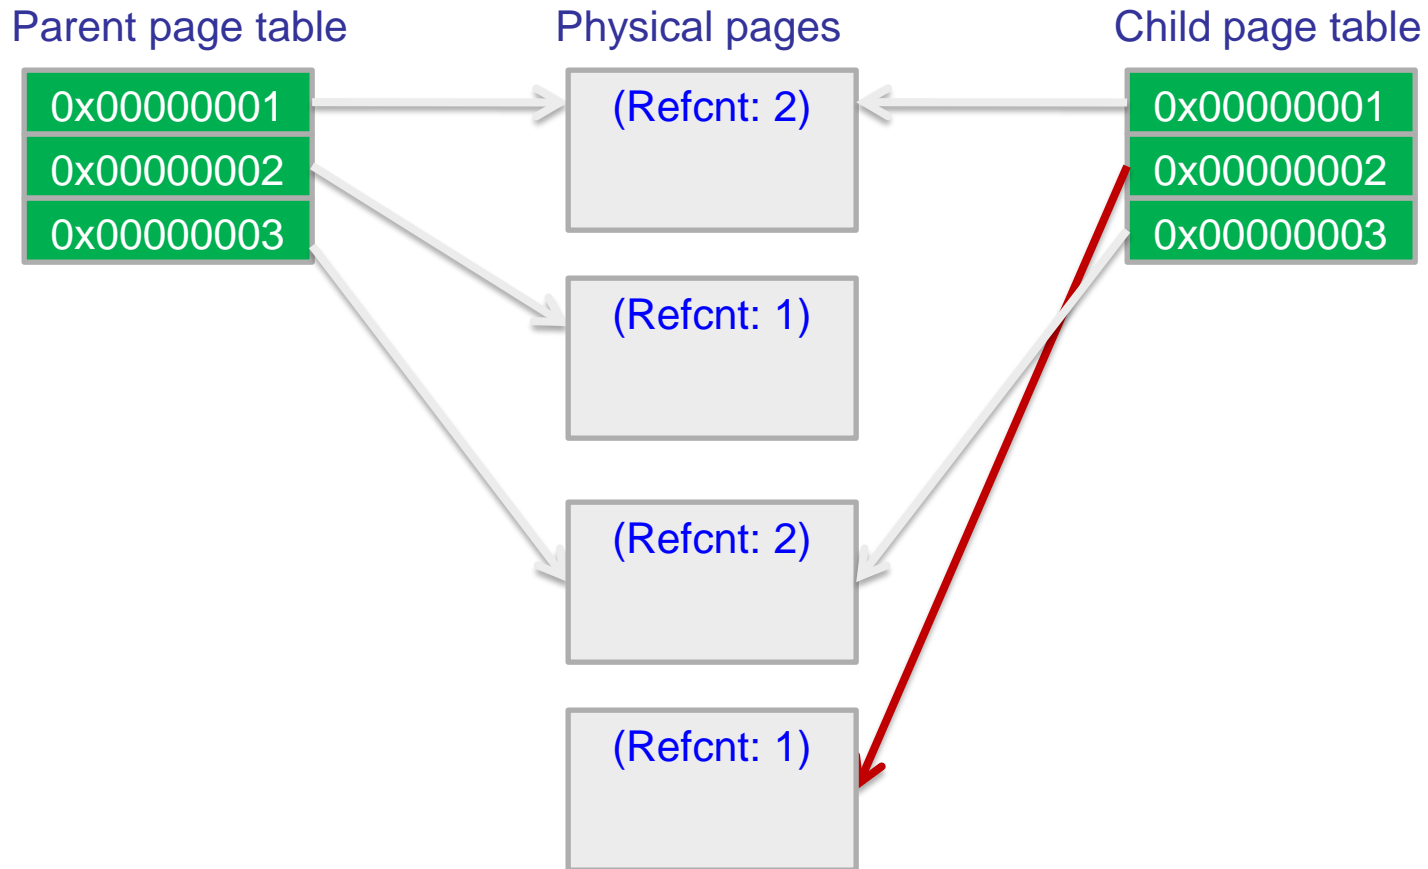 Parent page table
Physical pages
Child page table
0x00000001
0x00000002
0x00000003
(Refcnt: 2)
(Refcnt: 1)
(Refcnt: 2)
(Refcnt: 1)
0x00000001
0x00000002
0x00000003